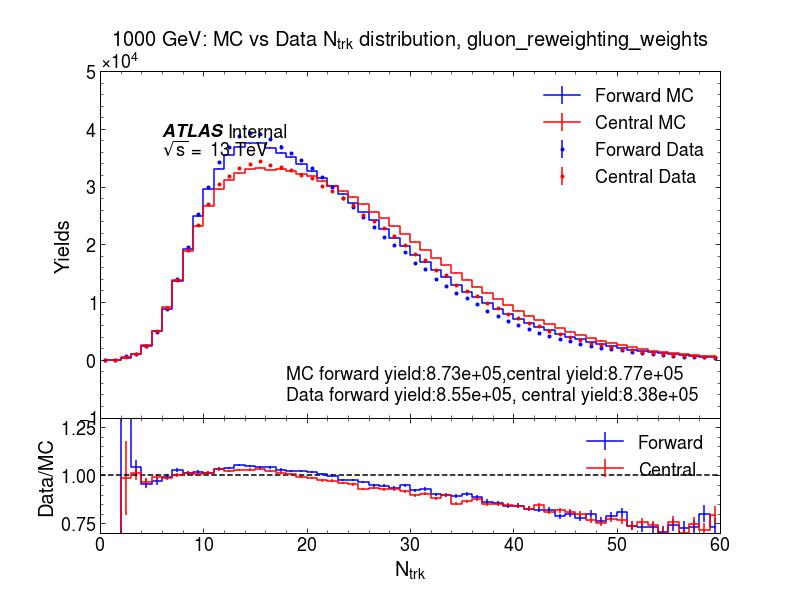 1000 GeV: MC vs Data N_trk distribution, gluon_reweighting_weights
×10⁴
5
4
3
2
1
0
−1
Yields
ATLAS Internal
√s = 13 TeV
Forward MC
Central MC
Forward Data
Central Data
MC forward yield:8.73e+05,central yield:8.77e+05
Data forward yield:8.55e+05, central yield:8.38e+05
1.25
1.00
0.75
Data/MC
Forward
Central
0 10 20 30 40 50 60
N_trk